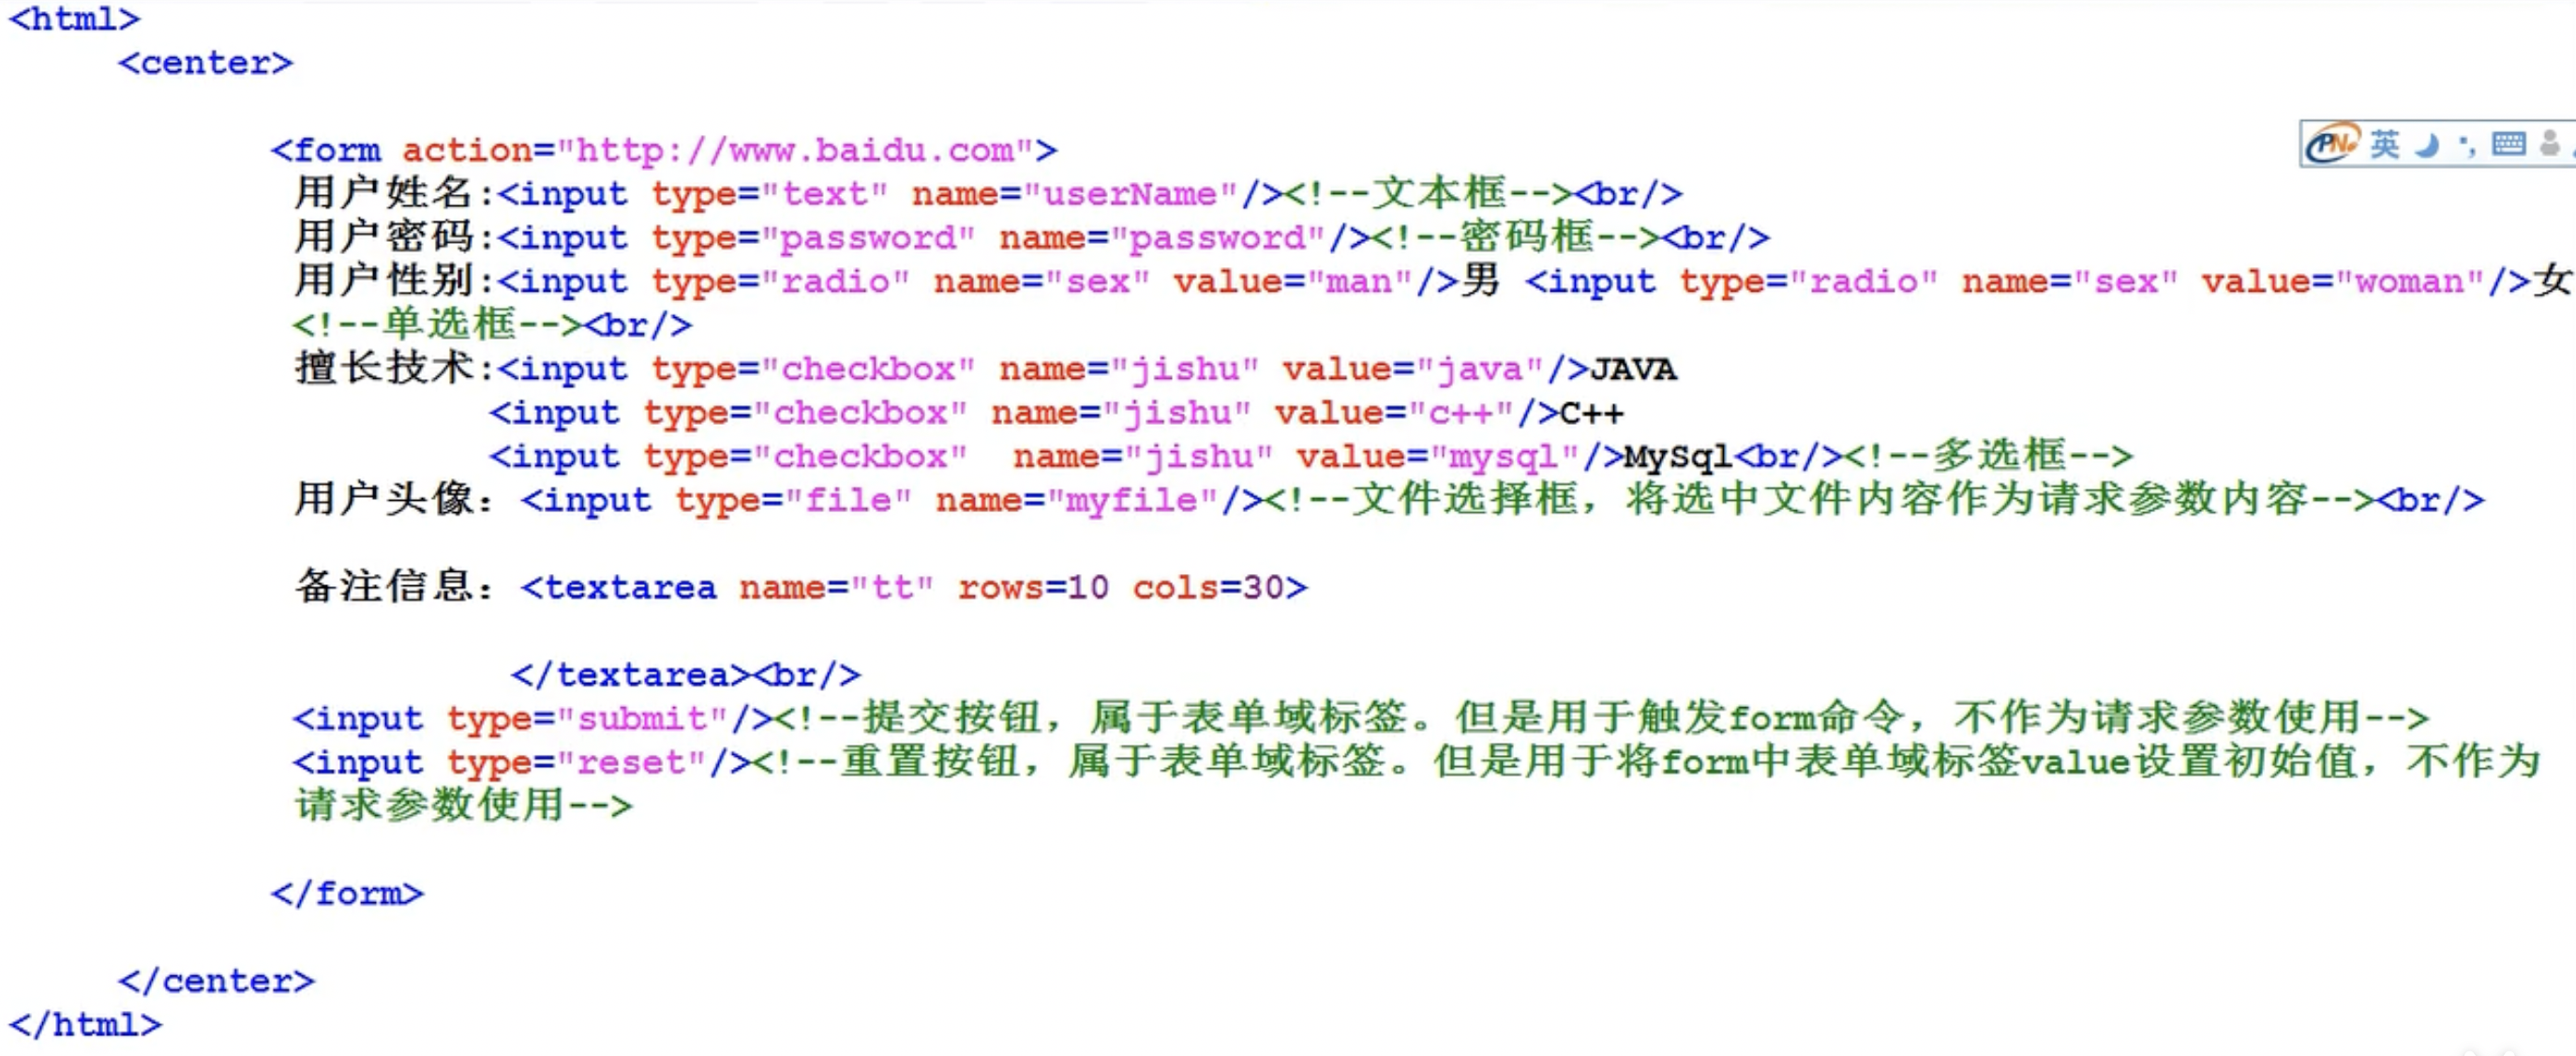 <html>
<center>
<form action="http://www.baidu.com">
用户姓名:<input type="text" name="userName"/><!--文本框--><br/>
用户密码:<input type="password" name="password"/><!--密码框--><br/>
用户性别:<input type="radio" name="sex" value="man"/>男 <input type="radio" name="sex" value="woman"/>女
<!--单选框--><br/>
擅长技术:<input type="checkbox" name="jishu" value="java"/>JAVA
<input type="checkbox" name="jishu" value="c++"/>C++
<input type="checkbox"  name="jishu" value="mysql"/>MySql<br/><!--多选框-->
用户头像：<input type="file" name="myfile"/><!--文件选择框，将选中文件内容作为请求参数内容--><br/>
备注信息：<textarea name="tt" rows=10 cols=30>
</textarea><br/>
<input type="submit"/><!--提交按钮，属于表单域标签。但是用于触发form命令，不作为请求参数使用-->
<input type="reset"/><!--重置按钮，属于表单域标签。但是用于将form中表单域标签value设置初始值，不作为
请求参数使用-->
</form>
</center>
</html>
PN 英